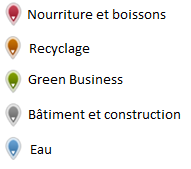 Nourriture et boissons
Recyclage
Green Business
Bâtiment et construction
Eau